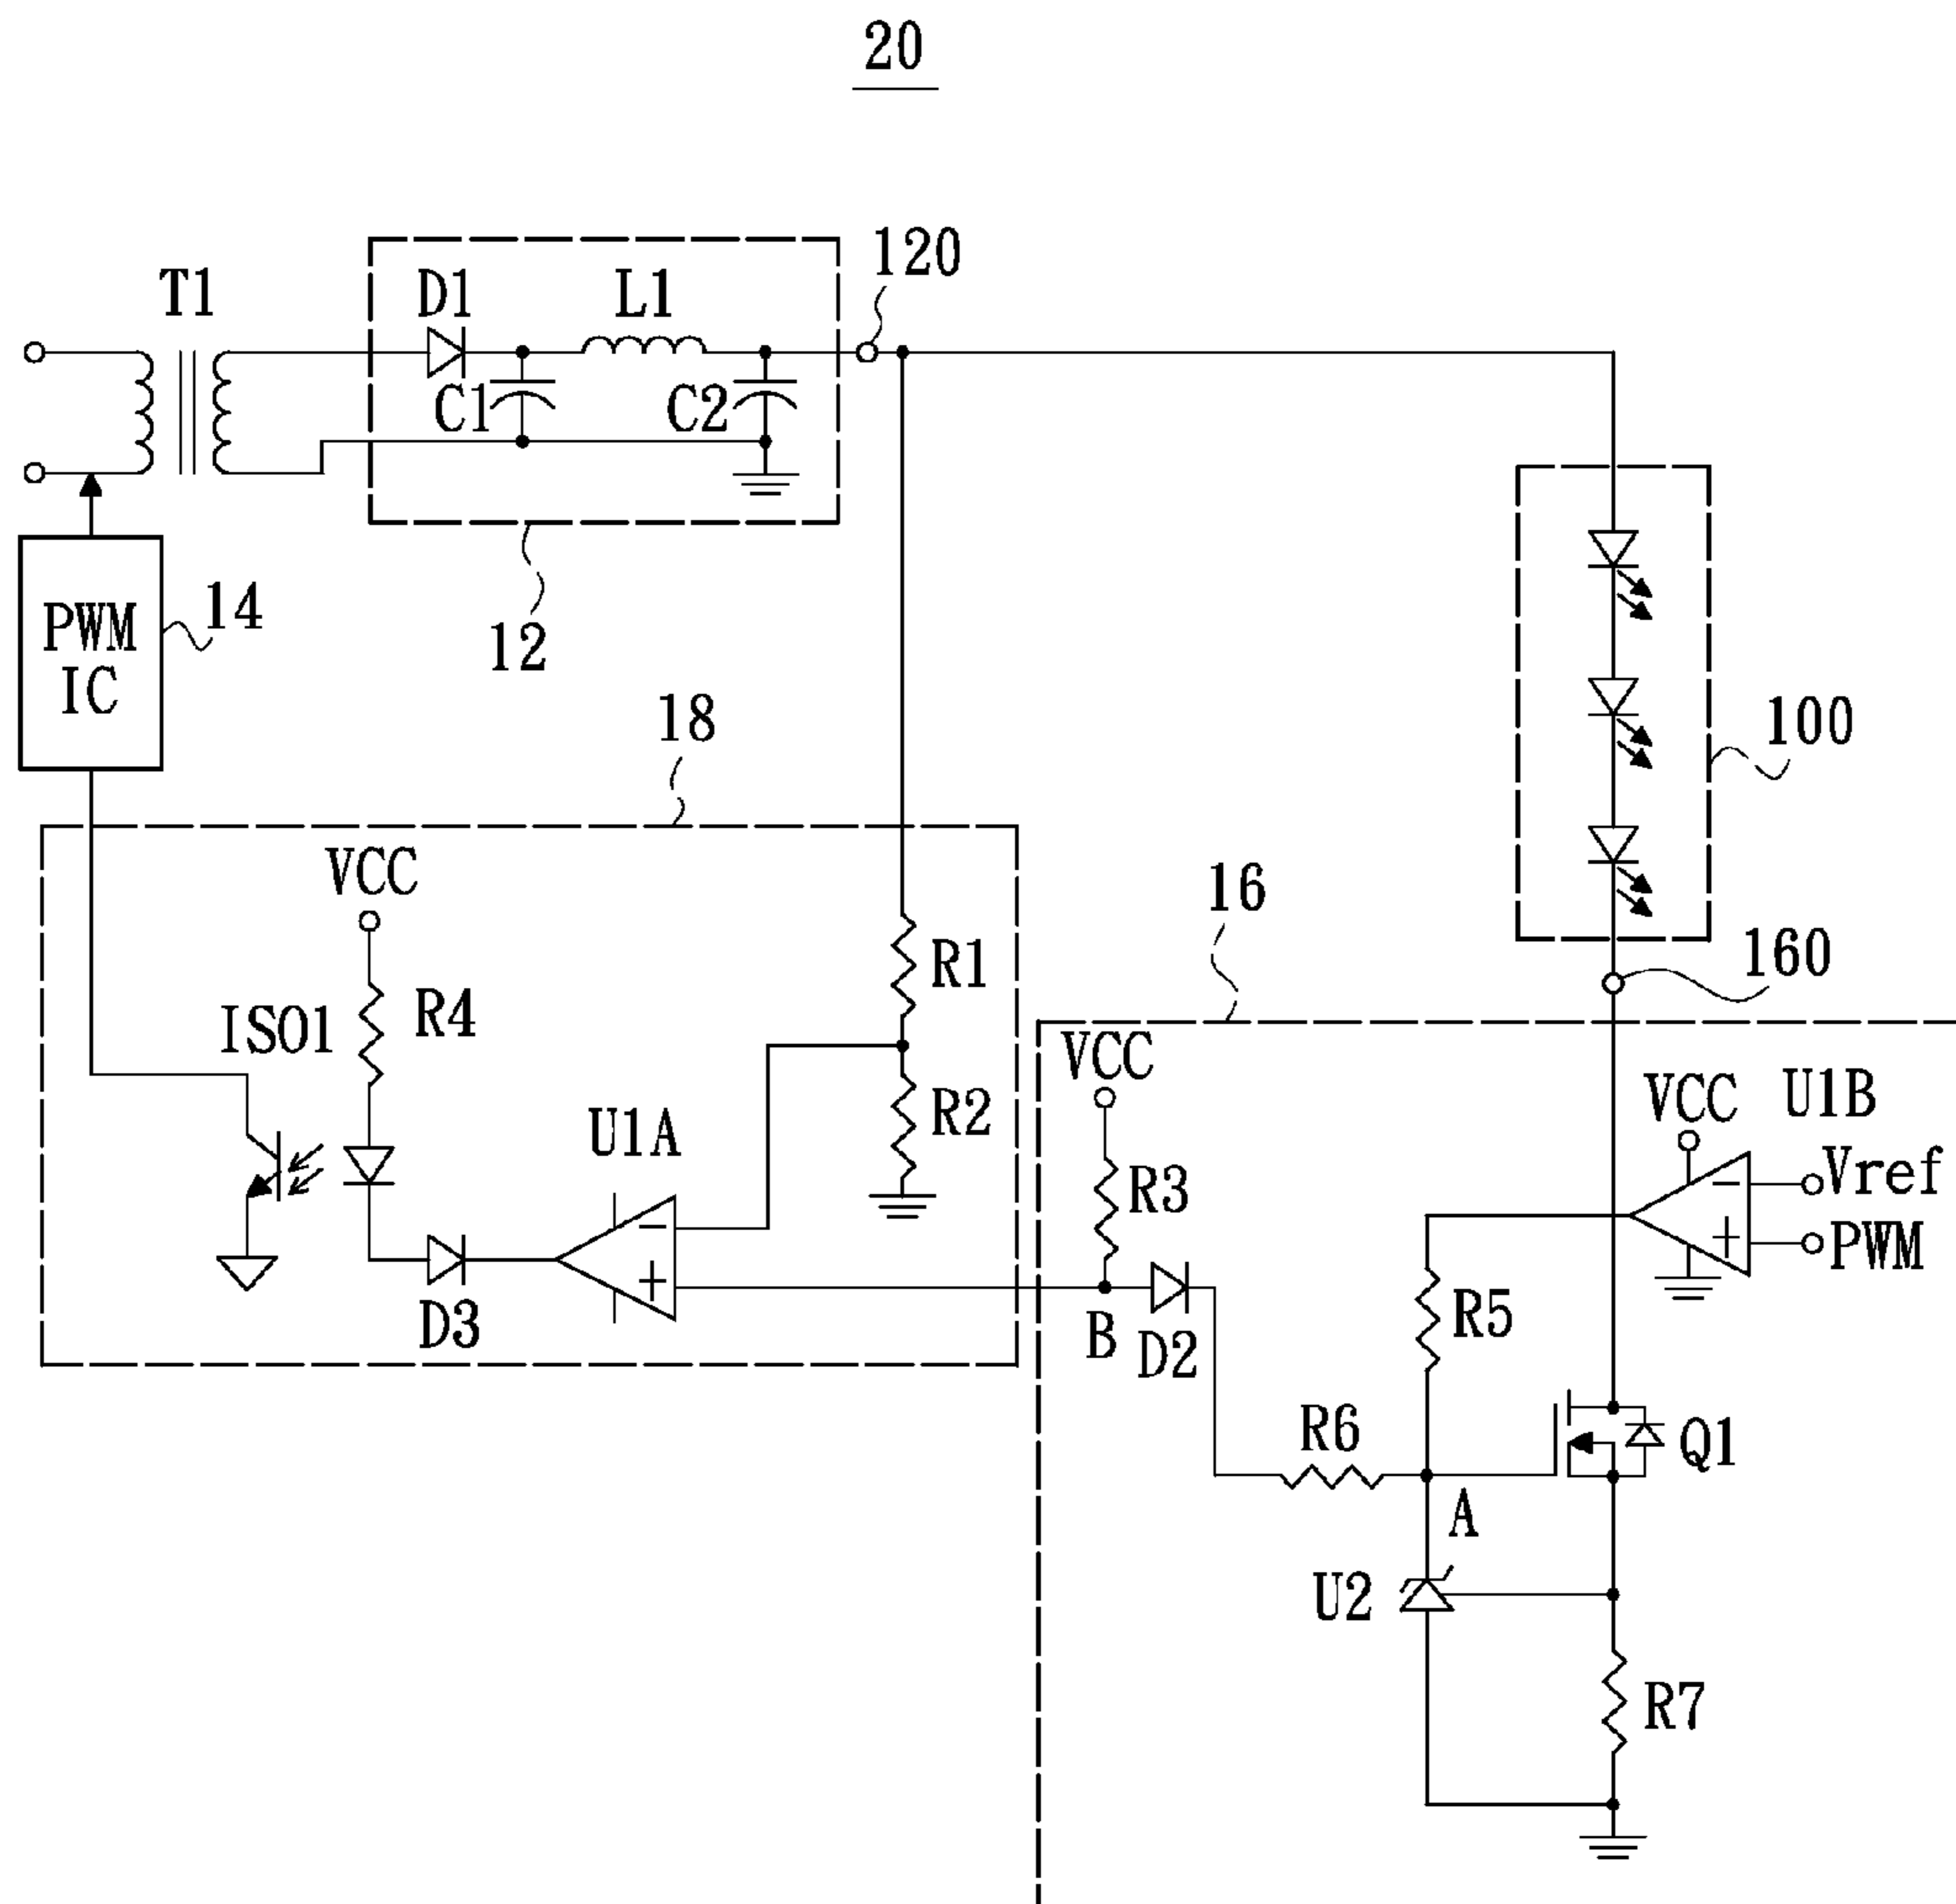 20
120
T1
D1
L1
C1
C2
PWM
IC
14
12
18
100
VCC
16
R1
160
ISO1
R4
VCC
VCC
U1B
R2
U1A
R3
Vref
PWM
D3
B
D2
R5
R6
Q1
A
U2
R7